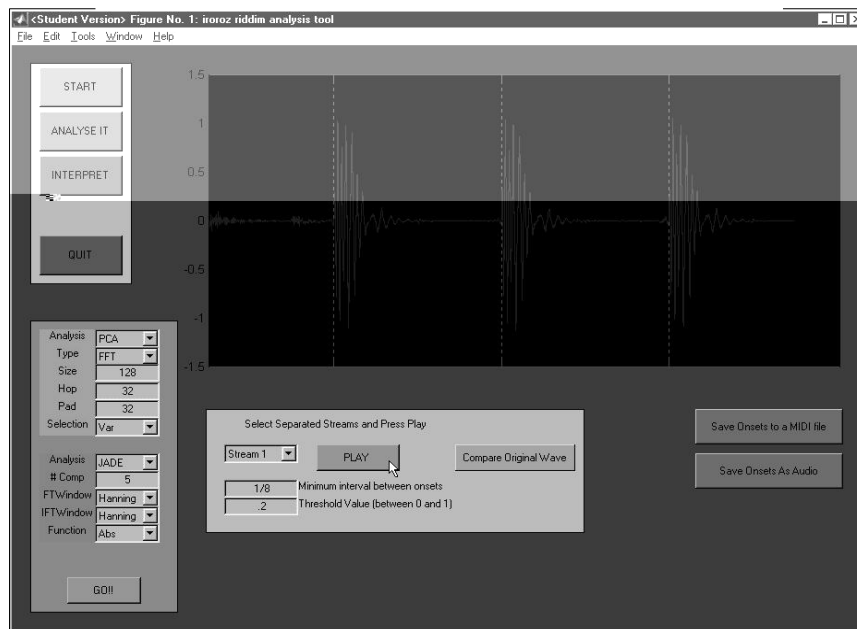 <Student Version> Figure No. 1: iroroz riddim analysis tool
File Edit Tools Window Help
START
ANALYSE IT
INTERPRET
QUIT
1.5
1
0.5
0
-0.5
-1
-1.5
Analysis PCA
Type FFT
Size 128
Hop 32
Pad 32
Selection Var
Analysis JADE
# Comp 5
FTWindow Hanning
IFTWindow Hanning
Function Abs
GO!!
Select Separated Streams and Press Play
Stream 1 PLAY Compare Original Wave
1/8 Minimum interval between onsets
.2 Threshold Value (between 0 and 1)
Save Onsets to a MIDI file
Save Onsets As Audio